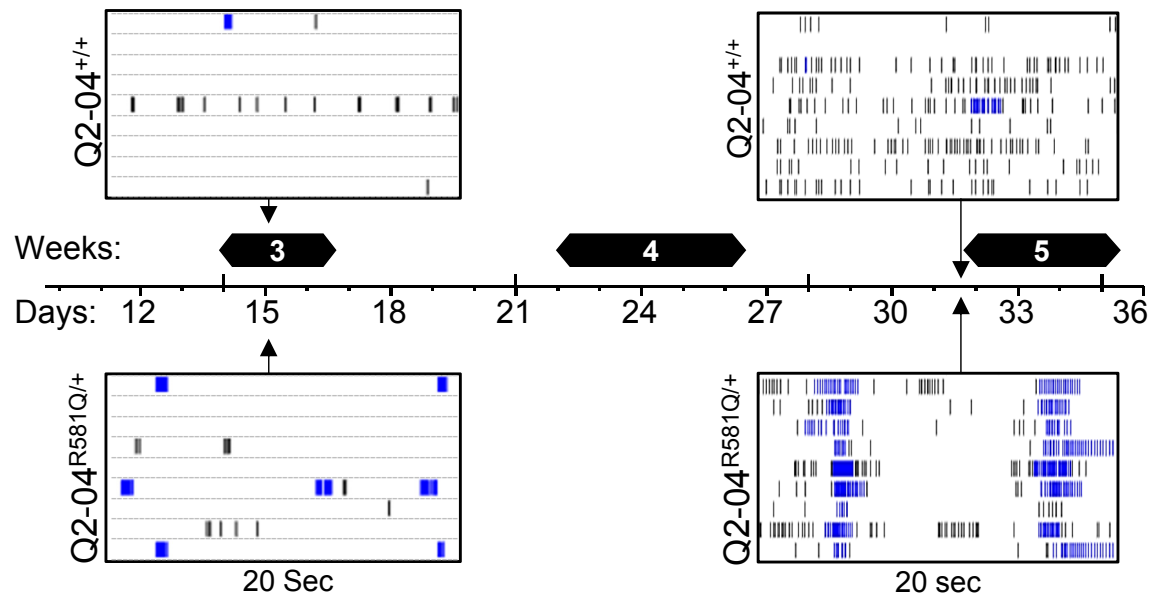 Q2-04+/+
Q2-04+/+
Weeks: 3 4 5
Days: 12 15 18 21 24 27 30 33 36
Q2-04R581Q/+
Q2-04R581Q/+
20 Sec
20 sec